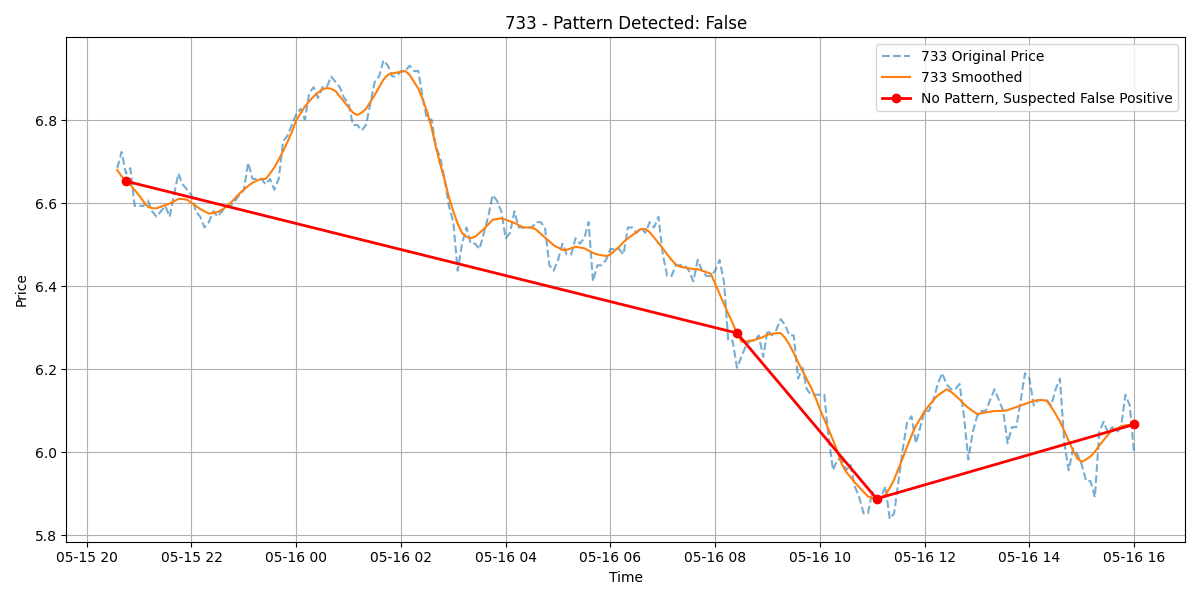 733 - Pattern Detected: False
733 Original Price
733 Smoothed
No Pattern, Suspected False Positive
Price
6.8
6.6
6.4
6.2
6.0
5.8
05-15 20 05-15 22 05-16 00 05-16 02 05-16 04 05-16 06 05-16 08 05-16 10 05-16 12 05-16 14 05-16 16
Time